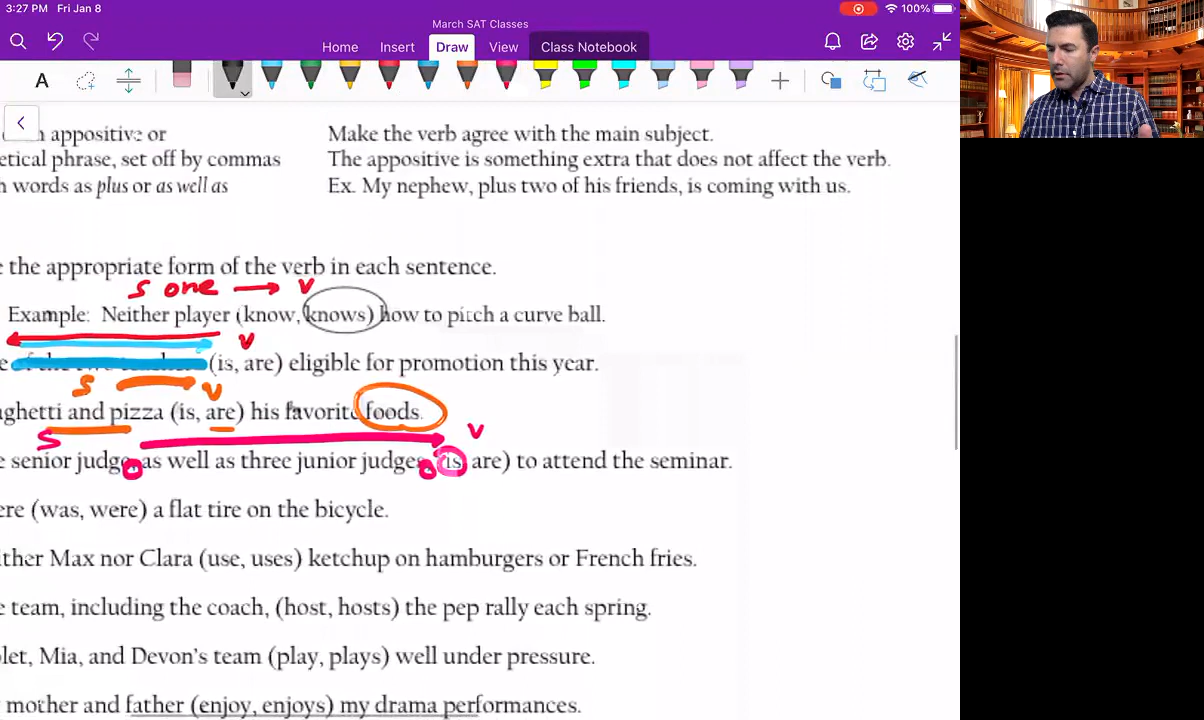 3:27 PM Fri Jan 8
100%
March SAT Classes
Home Insert Draw View Class Notebook
A
appositive or
Make the verb agree with the main subject.
etical phrase, set off by commas
The appositive is something extra that does not affect the verb.
words as plus or as well as
Ex. My nephew, plus two of his friends, is coming with us.
the appropriate form of the verb in each sentence.
s one → v
Example: Neither player (know, knows) how to pitch a curve ball.
v
(is, are) eligible for promotion this year.
s v
ghetti and pizza (is, are) his favorite foods.
s v
senior judge, as well as three junior judges, (is, are) to attend the seminar.
ere (was, were) a flat tire on the bicycle.
ither Max nor Clara (use, uses) ketchup on hamburgers or French fries.
e team, including the coach, (host, hosts) the pep rally each spring.
let, Mia, and Devon's team (play, plays) well under pressure.
mother and father (enjoy, enjoys) my drama performances.